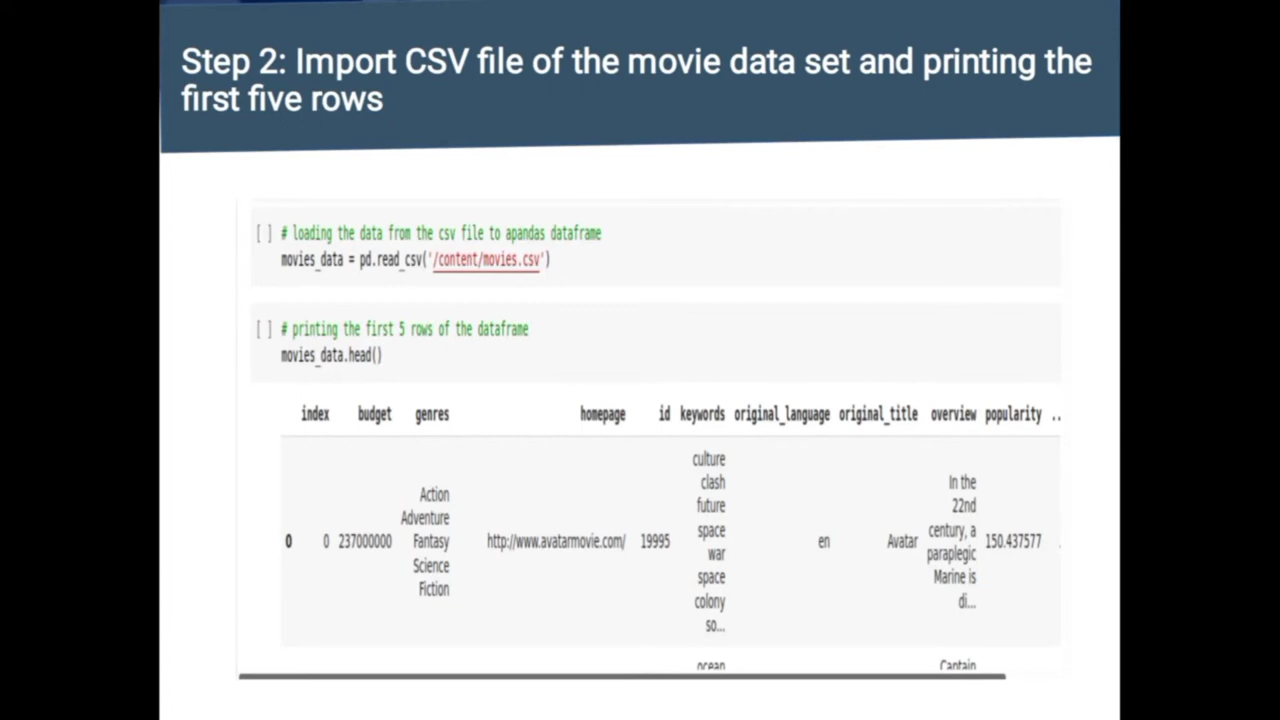 Step 2: Import CSV file of the movie data set and printing the
first five rows
[ ] # loading the data from the csv file to apandas dataframe
movies_data = pd.read_csv('/content/movies.csv')
[ ] # printing the first 5 rows of the dataframe
movies_data.head()
index budget genres homepage id keywords original_language original_title overview popularity ..
culture
clash
In the
Action
future
22nd
Adventure
space
century, a
0 0 237000000 Fantasy http://www.avatarmovie.com/ 19995 war en Avatar paraplegic 150.437577 .
Science
space
Marine is
Fiction
colony
di...
so...
ocean Captain